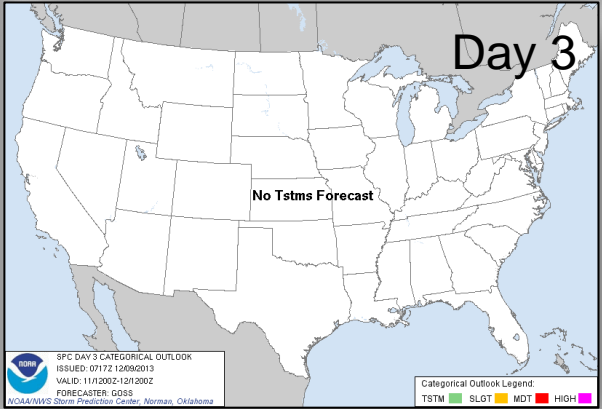 Day 3
No Tstms Forecast
NOAA
SPC DAY 3 CATEGORICAL OUTLOOK
ISSUED: 0717Z 12/09/2013
VALID: 11/1200Z-12/1200Z
FORECASTER: GOSS
NOAA/NWS Storm Prediction Center, Norman, Oklahoma
Categorical Outlook Legend:
TSTM SLGT MDT HIGH